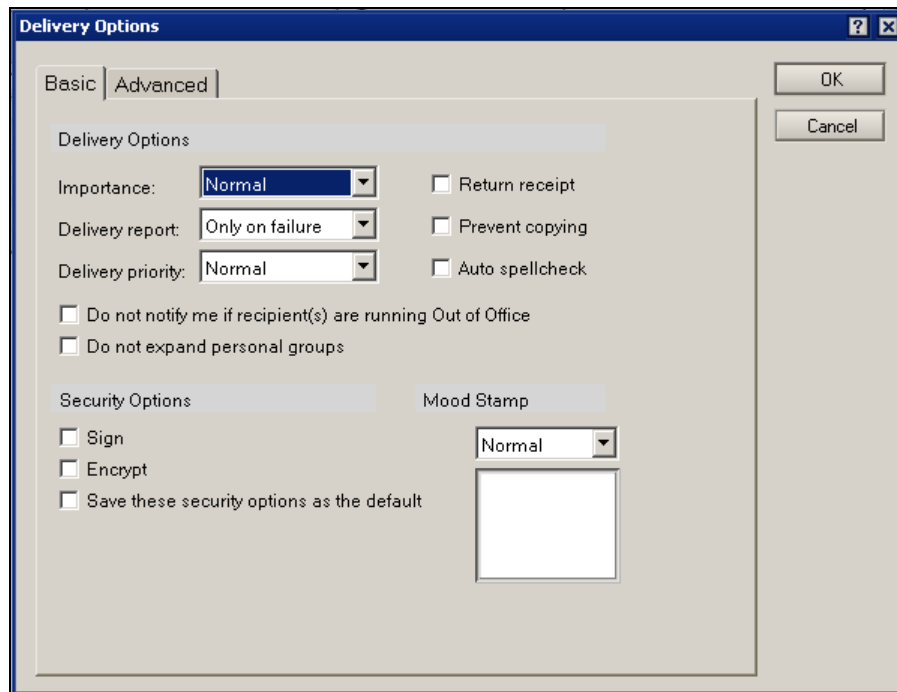 Delivery Options
Basic Advanced
OK
Cancel
Delivery Options
Importance: Normal Return receipt
Delivery report: Only on failure Prevent copying
Delivery priority: Normal Auto spellcheck
Do not notify me if recipient(s) are running Out of Office
Do not expand personal groups
Security Options Mood Stamp
Sign Normal
Encrypt
Save these security options as the default